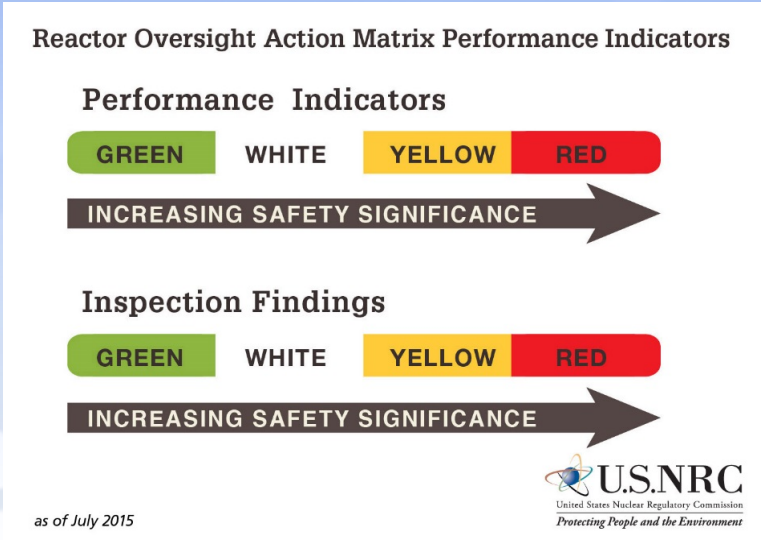 Reactor Oversight Action Matrix Performance Indicators
Performance Indicators
GREEN WHITE YELLOW RED
INCREASING SAFETY SIGNIFICANCE
Inspection Findings
GREEN WHITE YELLOW RED
INCREASING SAFETY SIGNIFICANCE
U.S.NRC
United States Nuclear Regulatory Commission
Protecting People and the Environment
as of July 2015